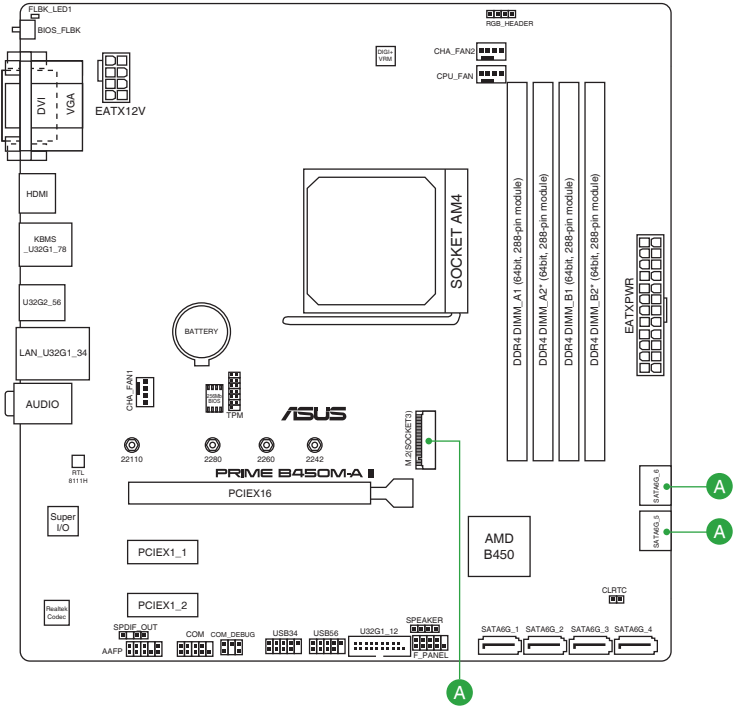 FLBK_LED1
BIOS_FLBK
RGB_HEADER
DIGI+
VRM
CHA_FAN2
CPU_FAN
DVI
VGA
EATX12V
HDMI
KBMS
_U32G1_78
U32G2_56
LAN_U32G1_34
AUDIO
SOCKET AM4
DDR4 DIMM_A1 (64bit, 288-pin module)
DDR4 DIMM_A2* (64bit, 288-pin module)
DDR4 DIMM_B1 (64bit, 288-pin module)
DDR4 DIMM_B2* (64bit, 288-pin module)
EATXPWR
BATTERY
CHA_FAN1
256Mb
BIOS
TPM
ASUS
M.2(SOCKET3)
A
22110
2280
2260
2242
PRIME B450M-A II
RTL
8111H
PCIEX16
SATA6G_6
A
SATA6G_5
A
Super
I/O
AMD
B450
PCIEX1_1
PCIEX1_2
Realtek
Codec
CLRTC
SPDIF_OUT
AAFP
COM
COM_DEBUG
USB34
USB56
U32G1_12
SPEAKER
F_PANEL
SATA6G_1
SATA6G_2
SATA6G_3
SATA6G_4
A